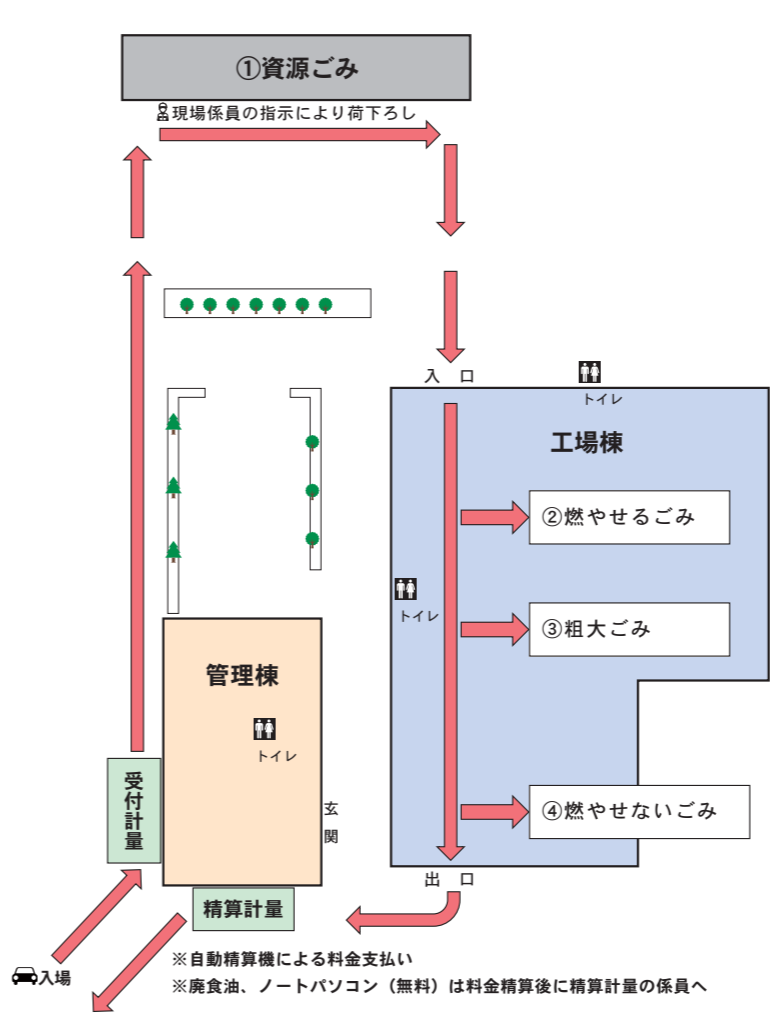 ①資源ごみ
現場係員の指示により荷下ろし
入 口
トイレ
工場棟
②燃やせるごみ
トイレ
③粗大ごみ
管理棟
トイレ
受付計量
玄関
④燃やせないごみ
出 口
精算計量
入場
※自動精算機による料金支払い
※廃食油、ノートパソコン（無料）は料金精算後に精算計量の係員へ